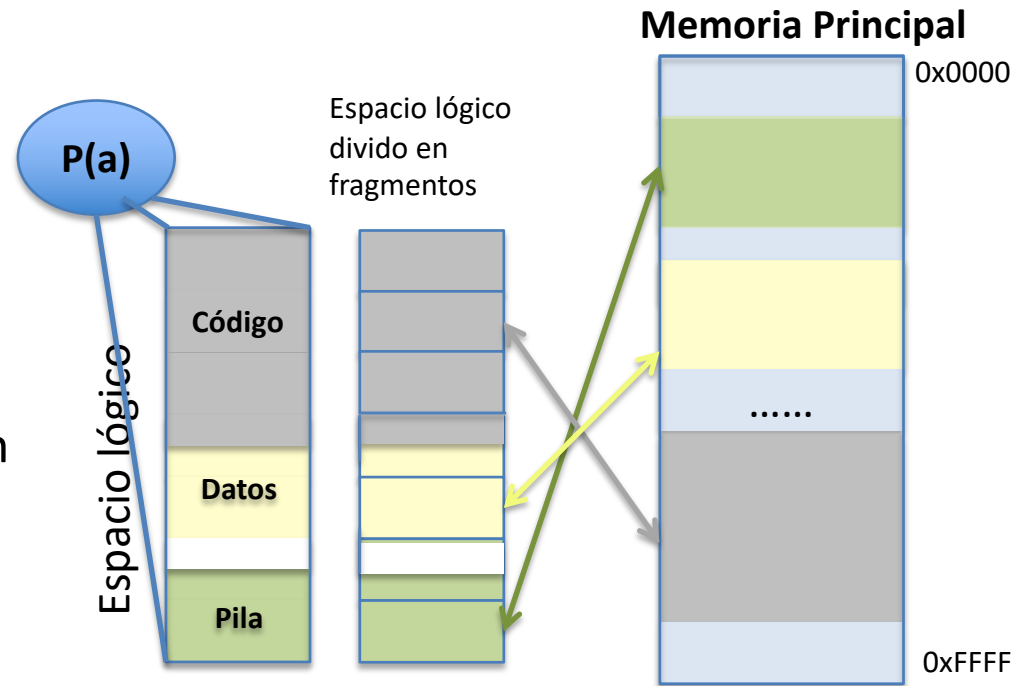 Memoria Principal
0x0000
Espacio lógico
divido en
fragmentos
P(a)
Código
Espacio lógico
......
n
Datos
Pila
0xFFFF